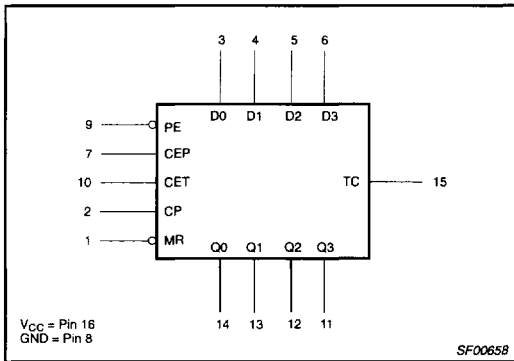 3 4 5 6
D0 D1 D2 D3
9 PE
7 CEP
10 CET
TC 15
2 CP
1 MR
Q0 Q1 Q2 Q3
14 13 12 11
VCC = Pin 16
GND = Pin 8
SF00658